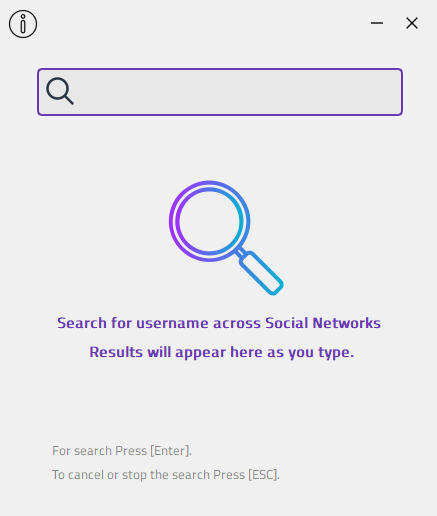 Search for username across Social Networks
Results will appear here as you type.
For search Press [Enter].
To cancel or stop the search Press [ESC].